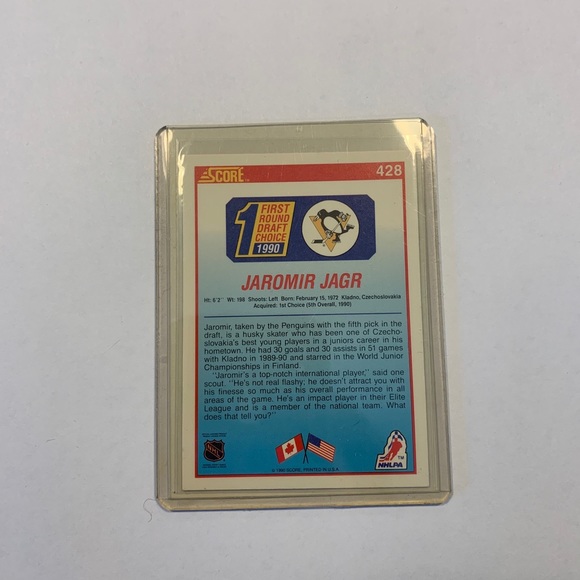 SCORE™ 428
1 FIRST
ROUND
DRAFT
CHOICE
1990
JAROMIR JAGR
Ht: 6'2" Wt: 198 Shoots: Left Born: February 15, 1972 Kladno, Czechoslovakia
Acquired: 1st Choice (5th Overall, 1990)
Jaromir, taken by the Penguins with the fifth pick in the
draft, is a husky skater who has been one of Czecho-
slovakia's best young players in a juniors career in his
hometown. He had 30 goals and 30 assists in 51 games
with Kladno in 1989-90 and starred in the World Junior
Championships in Finland.
"Jaromir's a top-notch international player," said one
scout. "He's not real flashy; he doesn't attract you with
his finesse so much as his overall performance in all
areas of the game. He's an impact player in their Elite
League and is a member of the national team. What
does that tell you?"
NHL
NHLPA ™
© 1990 SCORE, PRINTED IN U.S.A.